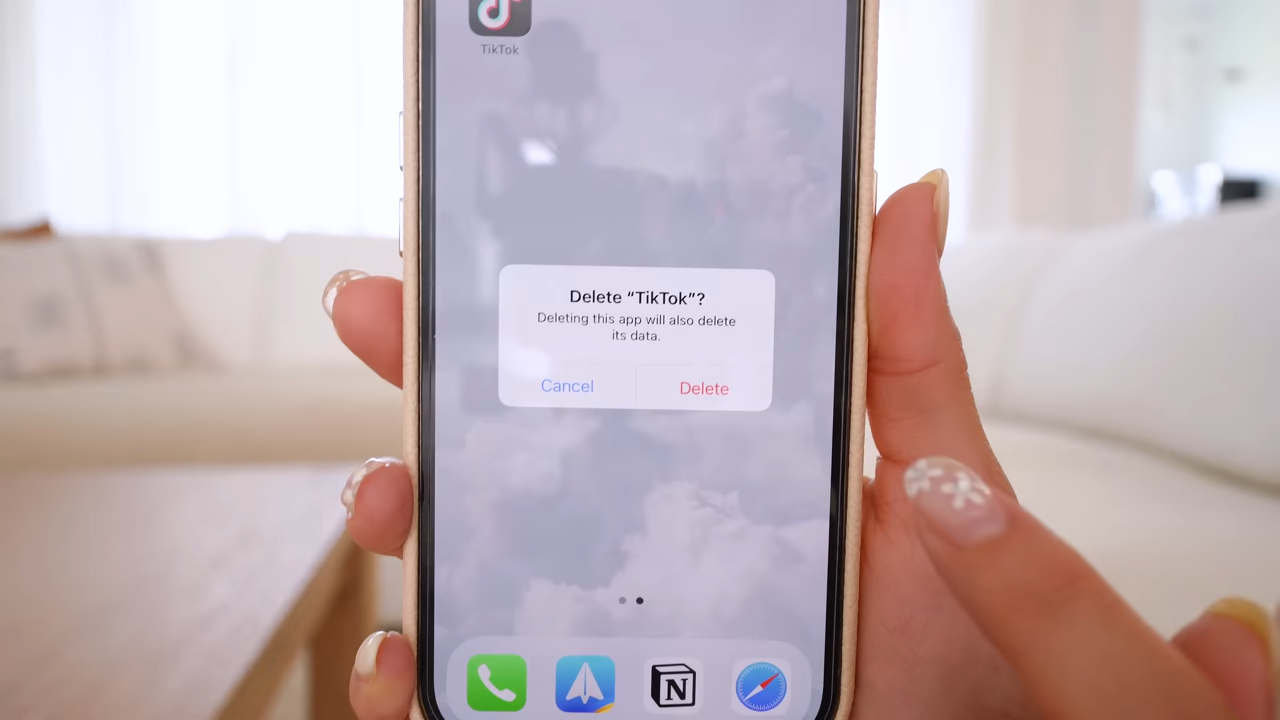 TikTok
Delete “TikTok”?
Deleting this app will also delete
its data.
Cancel
Delete
N